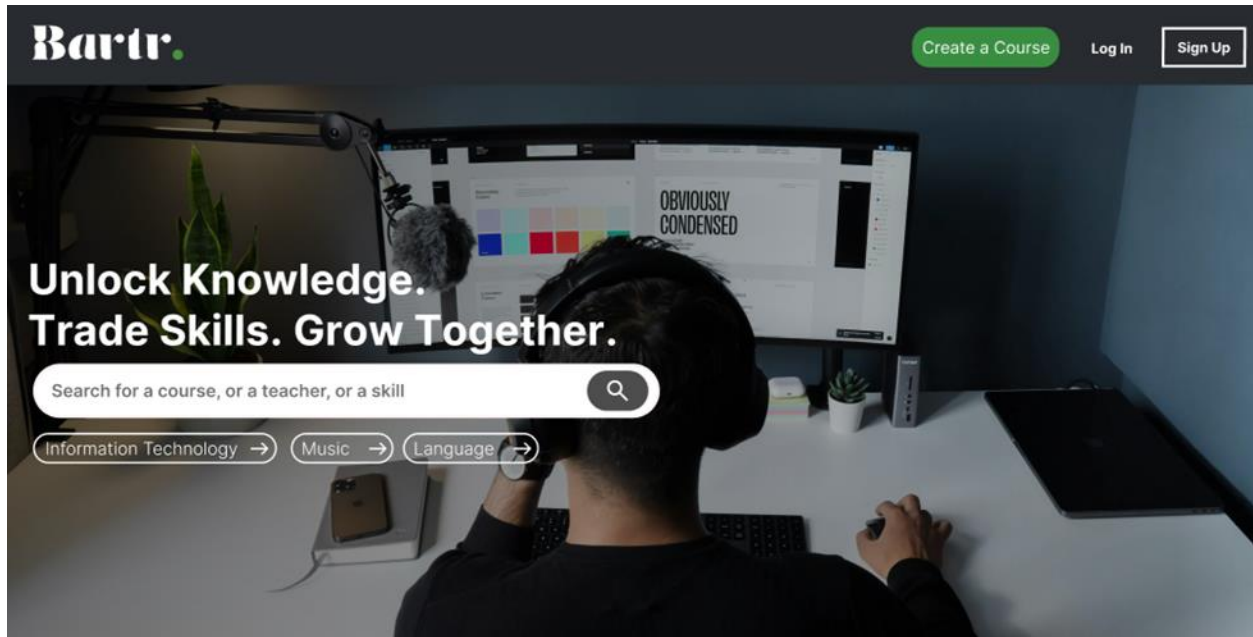 Bartr.
Create a Course
Log In
Sign Up
OBVIOUSLY
CONDENSED
Unlock Knowledge.
Trade Skills. Grow Together.
Search for a course, or a teacher, or a skill
Information Technology →
Music →
Language →